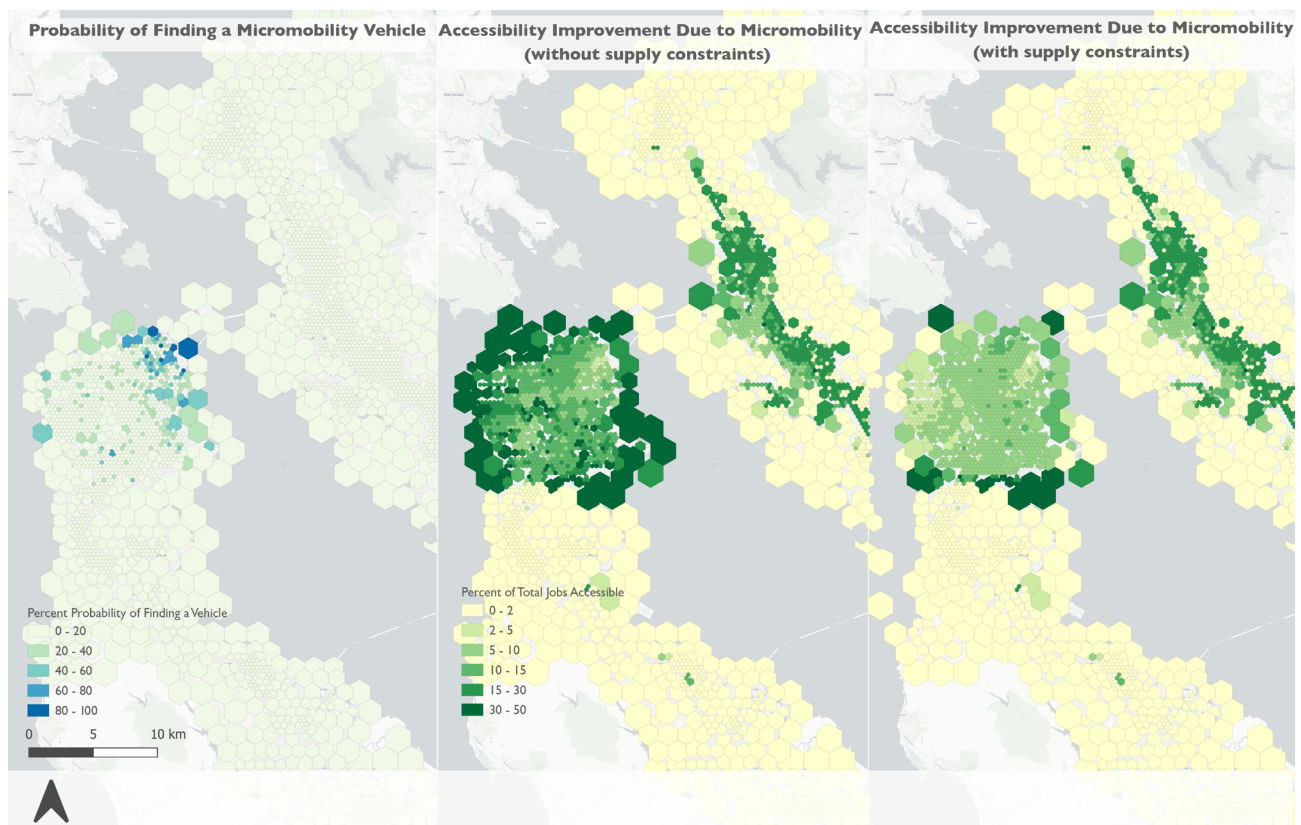 Probability of Finding a Micromobility Vehicle
Accessibility Improvement Due to Micromobility
(without supply constraints)
Accessibility Improvement Due to Micromobility
(with supply constraints)
Percent Probability of Finding a Vehicle
0 - 20
20 - 40
40 - 60
60 - 80
80 - 100
0 5 10 km
Percent of Total Jobs Accessible
0 - 2
2 - 5
5 - 10
10 - 15
15 - 30
30 - 50